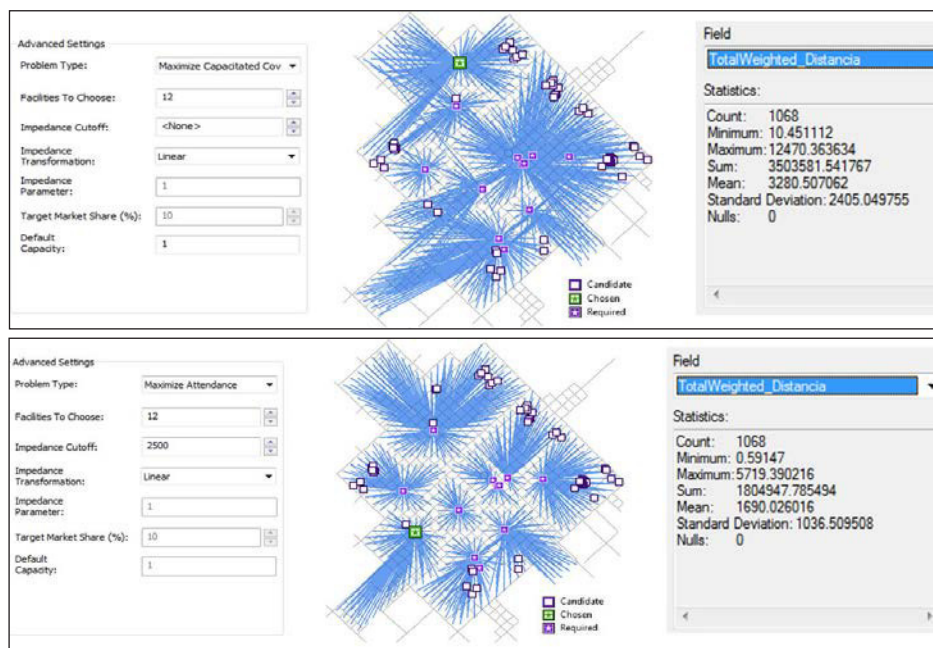 Advanced Settings
Problem Type: Maximize Capacitated Cov
Facilities To Choose: 12
Impedance Cutoff: <None>
Impedance
Transformation: Linear
Impedance
Parameter: 1
Target Market Share (%): 10
Default
Capacity: 1
Candidate
Chosen
Required
Field
TotalWeighted_Distancia
Statistics:
Count: 1068
Minimum: 10.451112
Maximum: 12470.363634
Sum: 3503581.541767
Mean: 3280.507062
Standard Deviation: 2405.049755
Nulls: 0
Advanced Settings
Problem Type: Maximize Attendance
Facilities To Choose: 12
Impedance Cutoff: 2500
Impedance
Transformation: Linear
Impedance
Parameter: 1
Target Market Share (%): 10
Default
Capacity: 1
Candidate
Chosen
Required
Field
TotalWeighted_Distancia
Statistics:
Count: 1068
Minimum: 0.59147
Maximum: 5719.390216
Sum: 1804947.785494
Mean: 1690.026016
Standard Deviation: 1036.509508
Nulls: 0